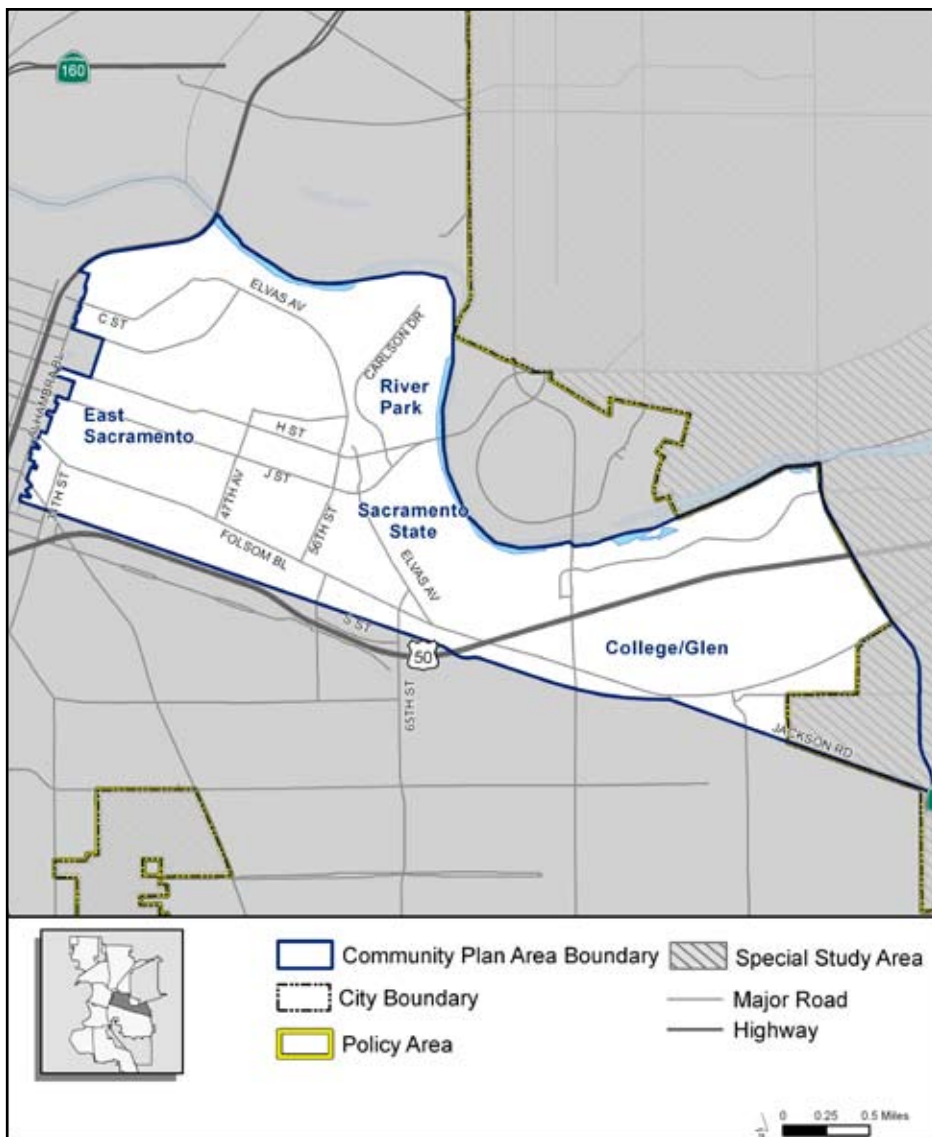 160
ELVAS AV
C ST
CARLSON DR
ALHAMBRA BL
River
Park
East
Sacramento
H ST
J ST
47TH AV
Sacramento
State
56TH ST
FOLSOM BL
ELVAS AV
S ST
50
College/Glen
65TH ST
JACKSON RD
Community Plan Area Boundary
City Boundary
Policy Area
Special Study Area
Major Road
Highway
0 0.25 0.5 Miles